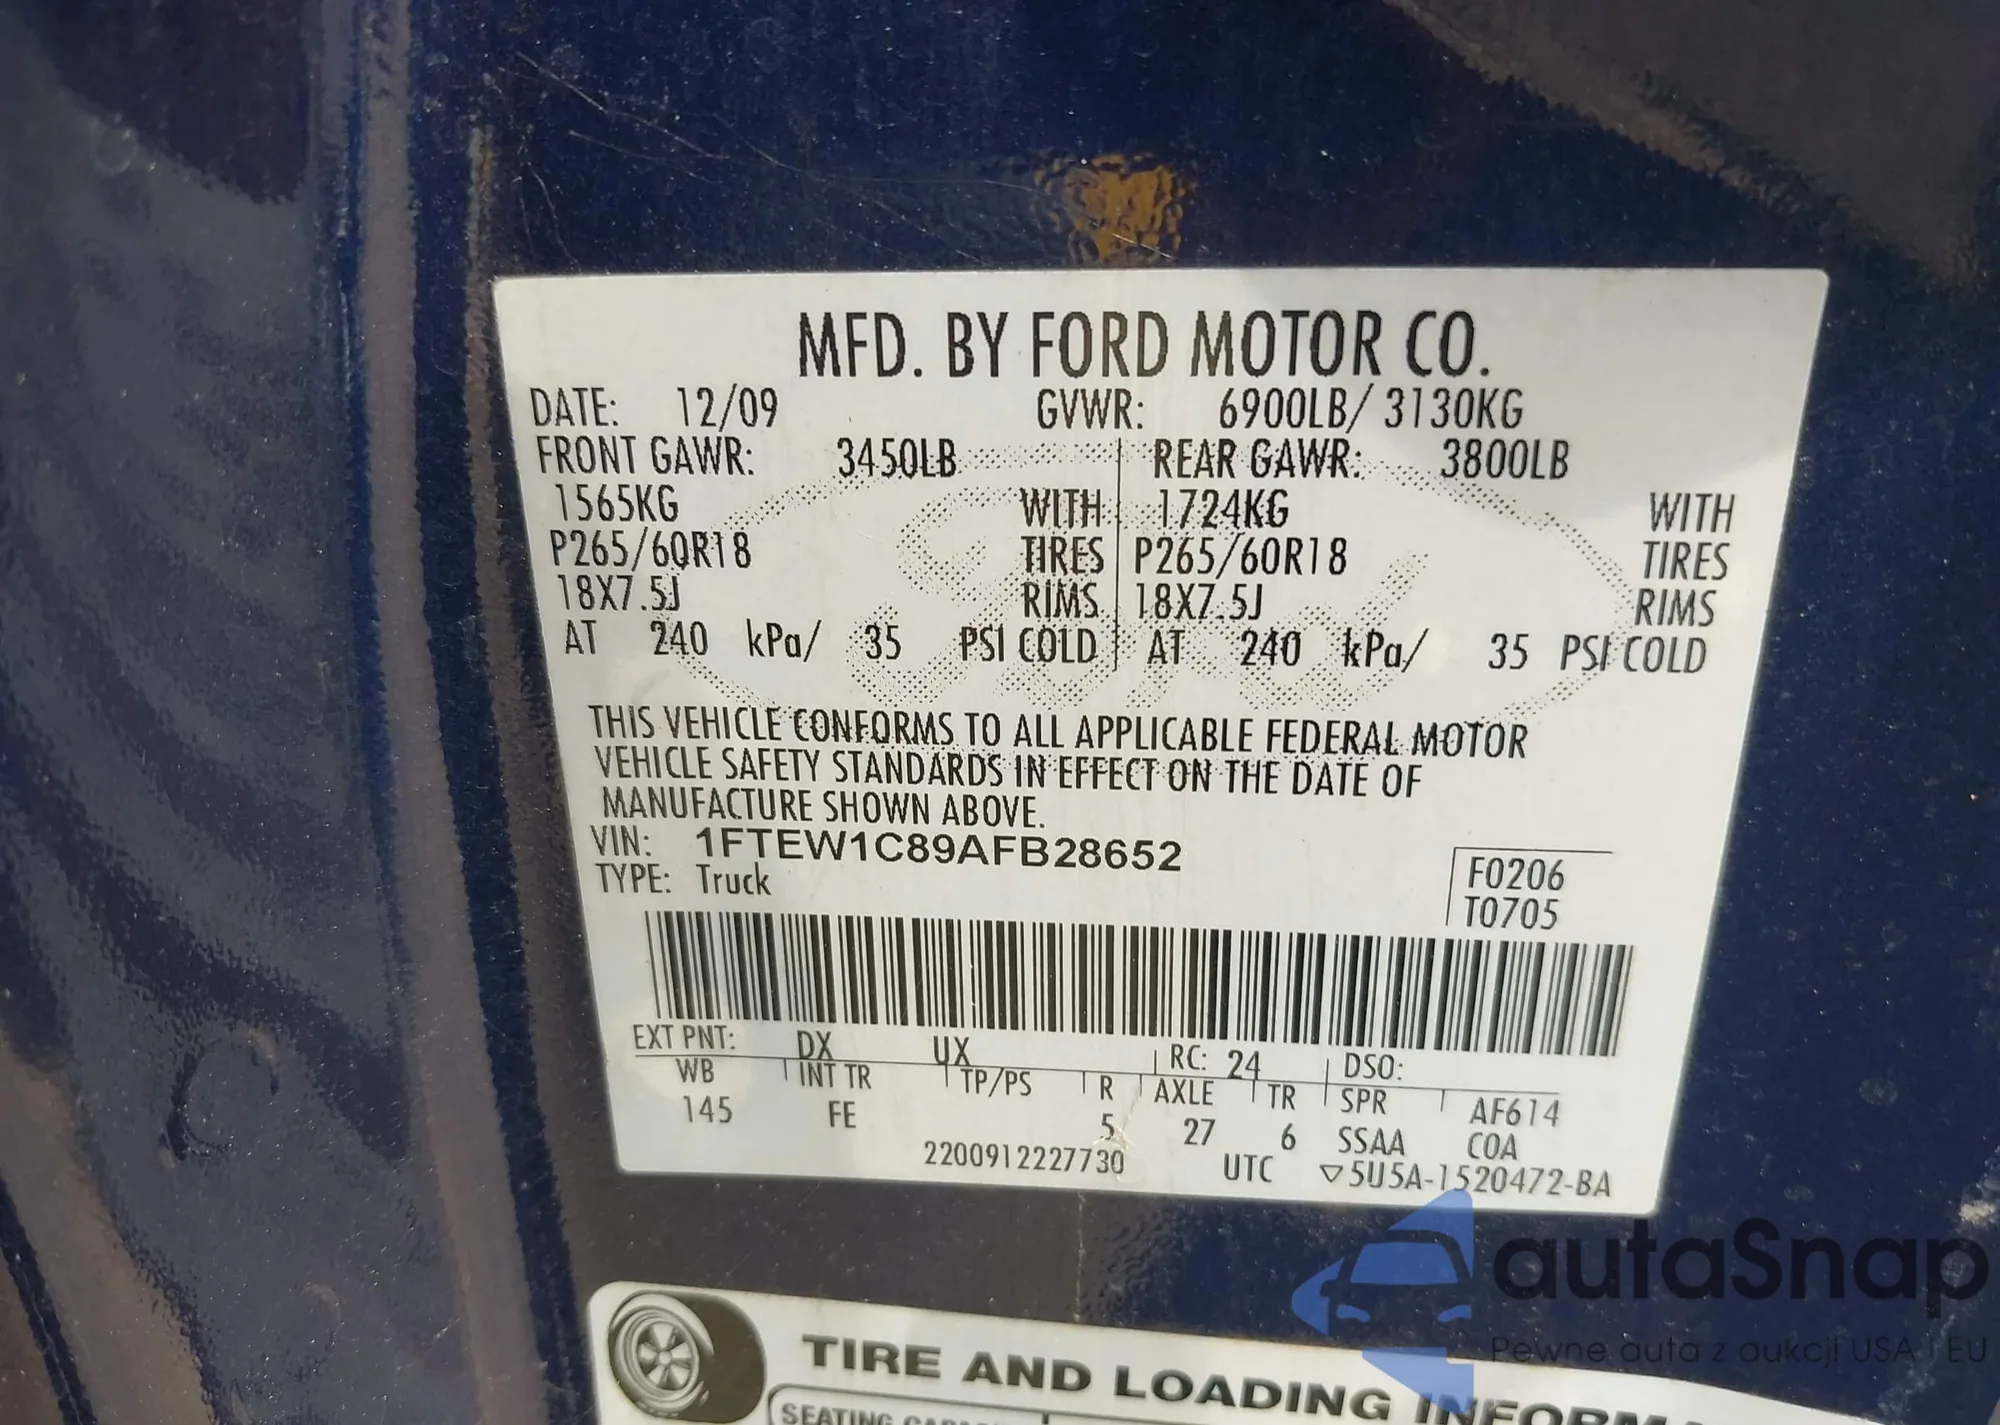 MFD. BY FORD MOTOR CO.
DATE: 12/09 GVWR: 6900LB/ 3130KG
FRONT GAWR: 3450LB REAR GAWR: 3800LB
1565KG WITH 1724KG WITH
P265/60R18 TIRES P265/60R18 TIRES
18X7.5J RIMS 18X7.5J RIMS
AT 240 kPa/ 35 PSI COLD AT 240 kPa/ 35 PSI COLD
THIS VEHICLE CONFORMS TO ALL APPLICABLE FEDERAL MOTOR
VEHICLE SAFETY STANDARDS IN EFFECT ON THE DATE OF
MANUFACTURE SHOWN ABOVE.
VIN: 1FTEW1C89AFB28652
TYPE: Truck
F0206
T0705
EXT PNT: DX UX RC: 24 DSO:
WB INT TR TP/PS R AXLE TR SPR AF614
145 FE 5 27 6 SSAA COA
2200912227730 UTC ▽5U5A-1520472-BA
TIRE AND LOADING
SEATING
autaSnap
Pewne auta z aukcji USA i EU